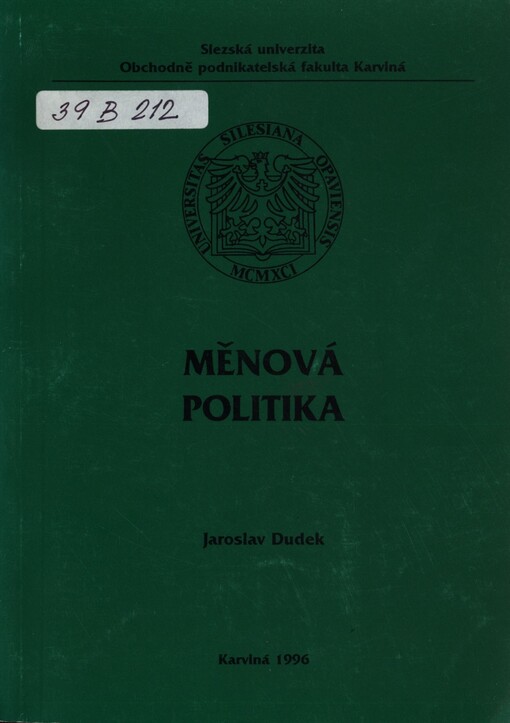 Slezská univerzita
Obchodně podnikatelská fakulta Karviná
39 B 212
UNIVERSITAS SILESIANA OPAVIENSIS
MCMXCI
MĚNOVÁ
POLITIKA
Jaroslav Dudek
Karviná 1996